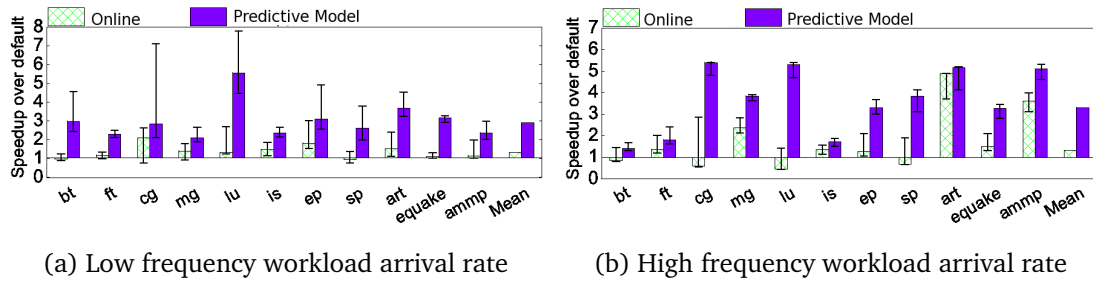 Online
Predictive Model
Speedup over default
8
7
6
5
4
3
2
1
0
bt
ft
cg
mg
lu
is
ep
sp
art
equake
ammp
Mean
(a) Low frequency workload arrival rate
Online
Predictive Model
Speedup over default
7
6
5
4
3
2
1
0
bt
ft
cg
mg
lu
is
ep
sp
art
equake
ammp
Mean
(b) High frequency workload arrival rate